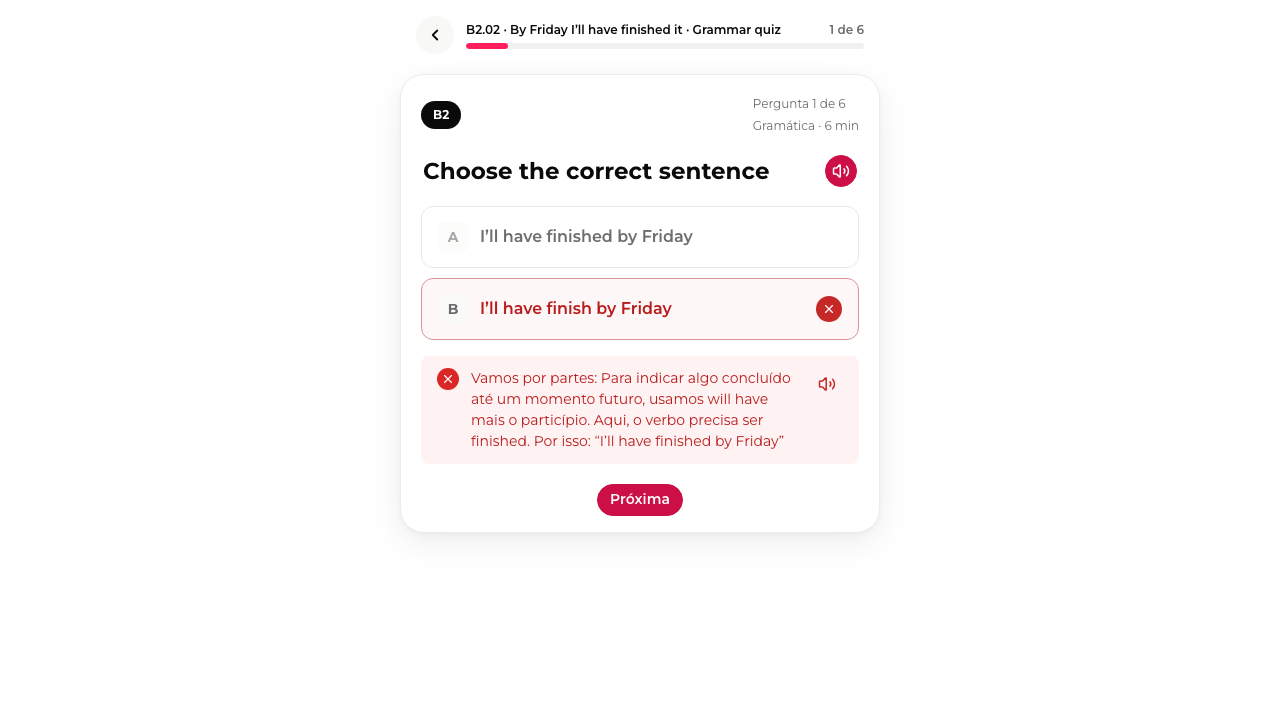 B2.02 · By Friday I’ll have finished it · Grammar quiz
1 de 6
B2
Pergunta 1 de 6
Gramática · 6 min
Choose the correct sentence
A
I’ll have finished by Friday
B
I’ll have finish by Friday
Vamos por partes: Para indicar algo concluído
até um momento futuro, usamos will have
mais o particípio. Aqui, o verbo precisa ser
finished. Por isso: “I’ll have finished by Friday”
Próxima